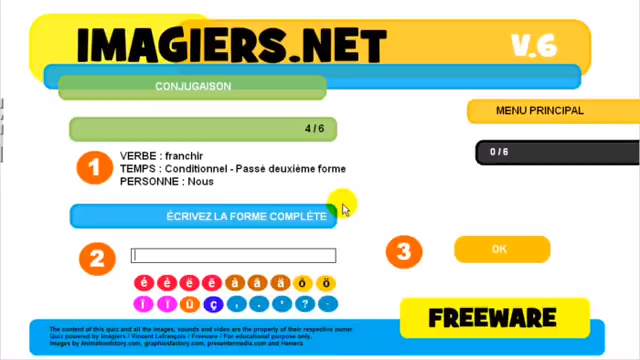 IMAGIERS.NET
V.6
CONJUGAISON
MENU PRINCIPAL
4 / 6
0 / 6
1
VERBE : franchir
TEMPS : Conditionnel - Passé deuxième forme
PERSONNE : Nous
ÉCRIVEZ LA FORME COMPLÈTE
2
3
OK
ç
FREEWARE
The content of this quiz and all the images, sounds and video are the property of their respective owner.
Quiz powered by Imagiers / Vincent Lefrançois / Freeware / For educational purpose only.
Images by Animationfactory.com, graphicsfactory.com, presentermedia.com and Hemera.